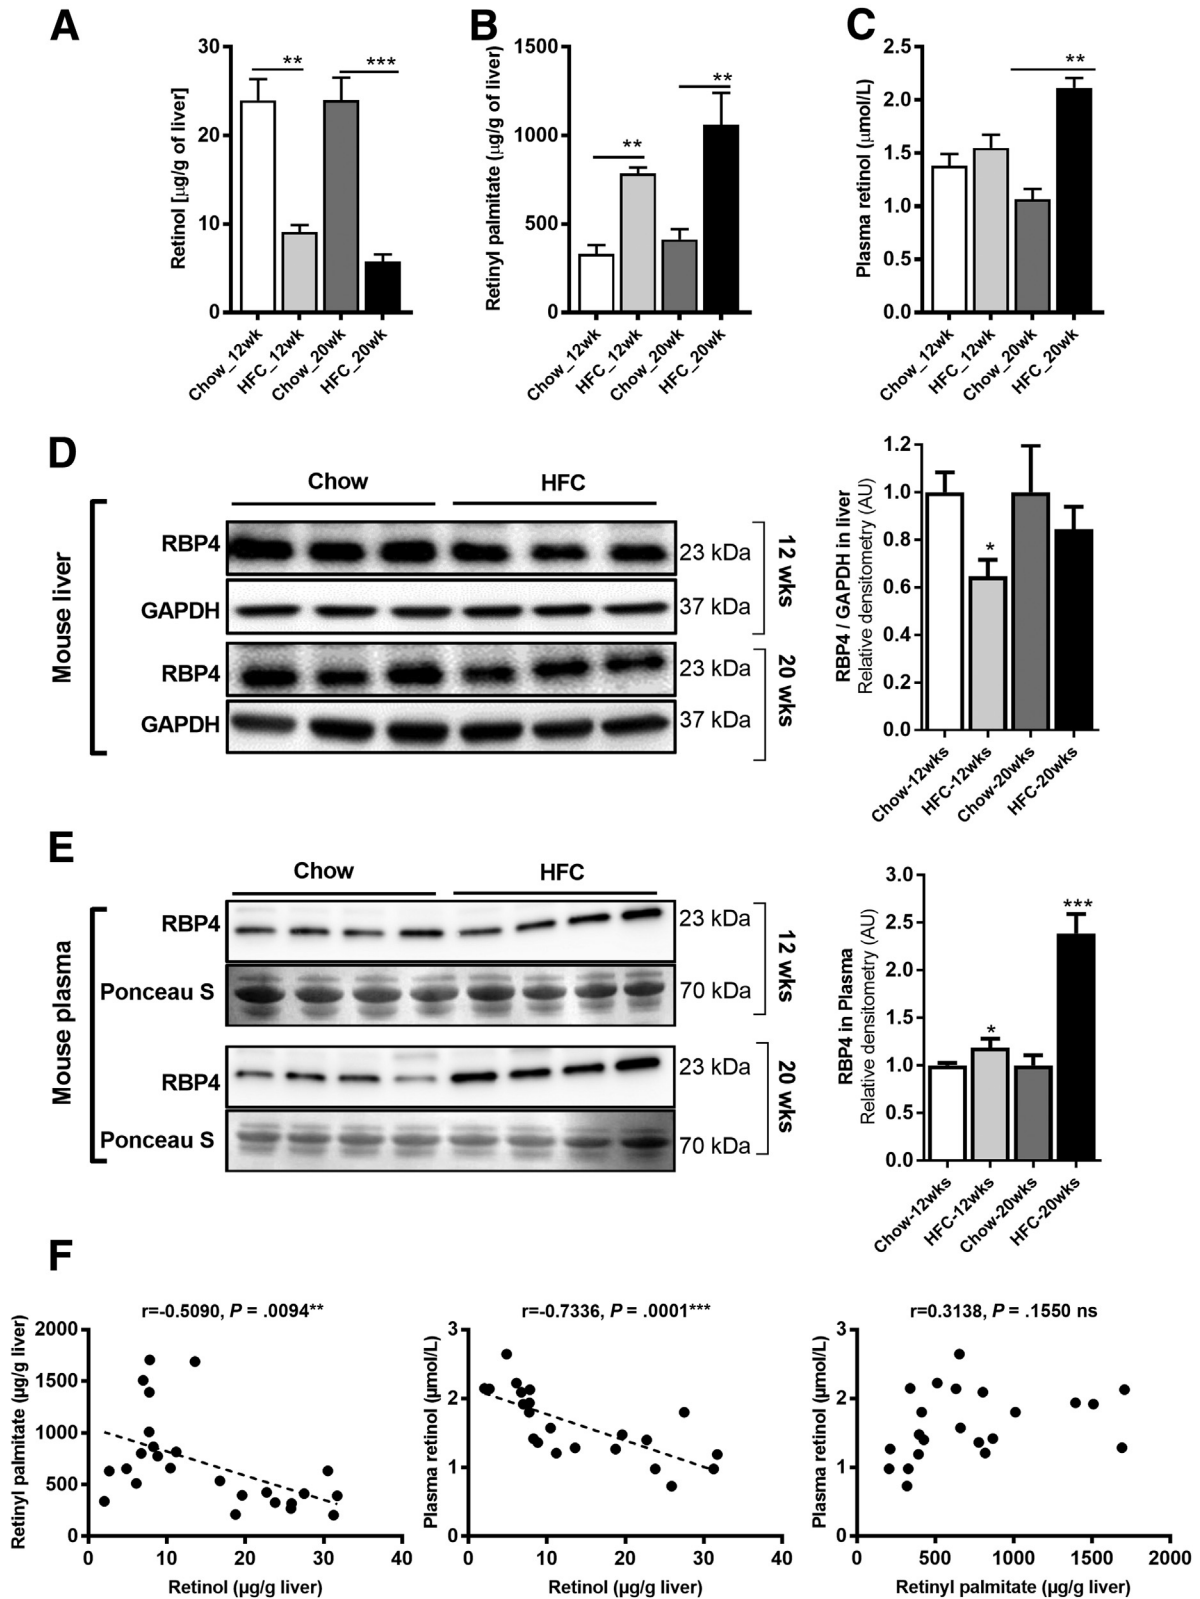 A
Retinol [µg/g of liver]
30
20
10
0
**
***
Chow_12wk
HFC_12wk
Chow_20wk
HFC_20wk
B
Retinyl palmitate (µg/g of liver)
1500
1000
500
0
**
**
Chow_12wk
HFC_12wk
Chow_20wk
HFC_20wk
C
Plasma retinol (µmol/L)
2.5
2.0
1.5
1.0
0.5
0.0
**
Chow_12wk
HFC_12wk
Chow_20wk
HFC_20wk
D
Mouse liver
Chow HFC
RBP4 23 kDa
GAPDH 37 kDa
12 wks
RBP4 23 kDa
GAPDH 37 kDa
20 wks
RBP4 / GAPDH in liver
Relative densitometry (AU)
1.2
1.0
0.8
0.6
0.4
0.2
0.0
*
Chow-12wks
HFC-12wks
Chow-20wks
HFC-20wks
E
Mouse plasma
Chow HFC
RBP4 23 kDa
Ponceau S 70 kDa
12 wks
RBP4 23 kDa
Ponceau S 70 kDa
20 wks
RBP4 in Plasma
Relative densitometry (AU)
3.0
2.5
2.0
1.5
1.0
0.5
0.0
*
***
Chow-12wks
HFC-12wks
Chow-20wks
HFC-20wks
F
r=-0.5090, P = .0094**
Retinyl palmitate (µg/g liver)
2000
1500
1000
500
0
0 10 20 30 40
Retinol (µg/g liver)
r=-0.7336, P = .0001***
Plasma retinol (µmol/L)
3
2
1
0
0 10 20 30 40
Retinol (µg/g liver)
r=0.3138, P = .1550 ns
Plasma retinol (µmol/L)
3
2
1
0
0 500 1000 1500 2000
Retinyl palmitate (µg/g liver)